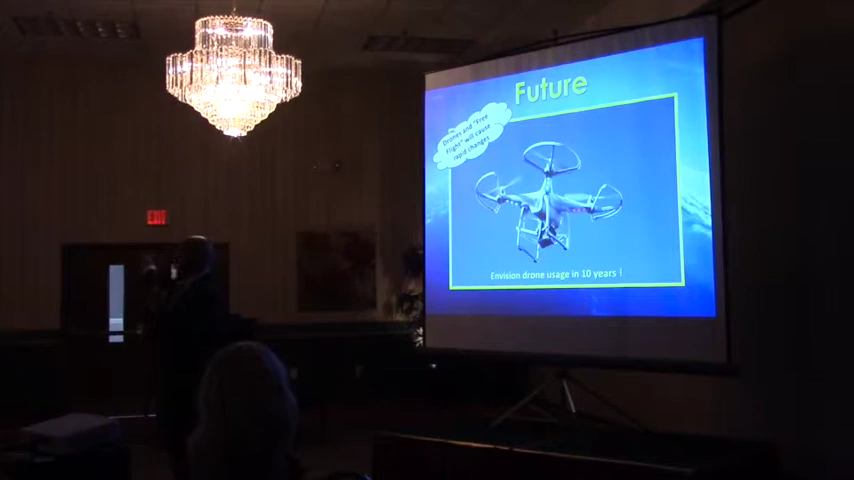 Future
Drones and "Free
Flight" will cause
rapid changes
Envision drone usage in 10 years !
EXIT